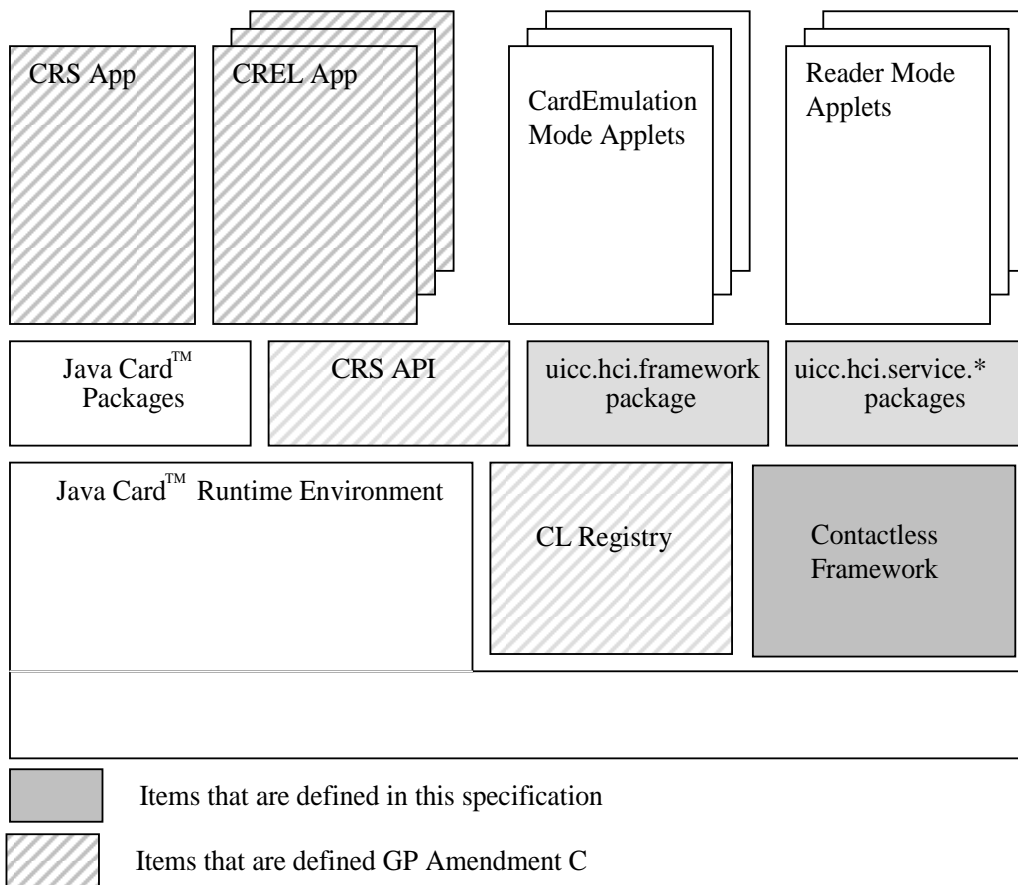 CRS App
CREL App
CardEmulation
Mode Applets
Reader Mode
Applets
Java Card™
Packages
CRS API
uicc.hci.framework
package
uicc.hci.service.*
packages
Java Card™ Runtime Environment
CL Registry
Contactless
Framework
Items that are defined in this specification
Items that are defined GP Amendment C